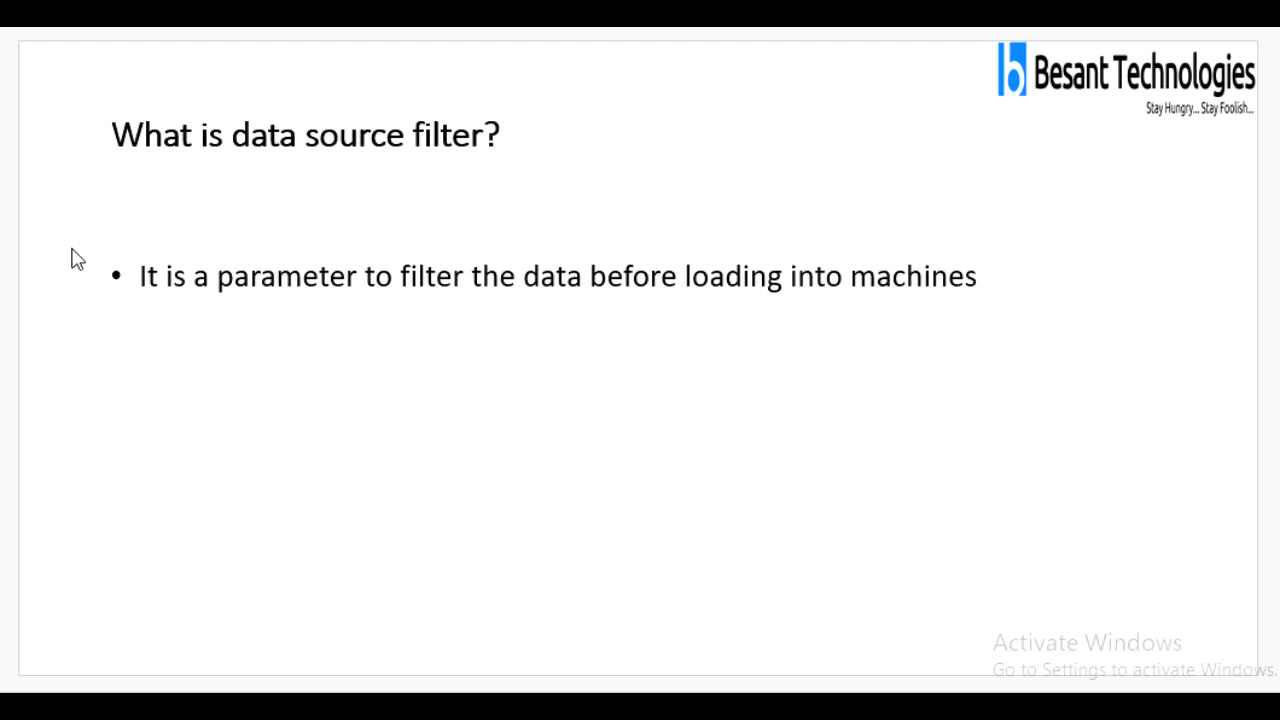 b Besant Technologies
Stay Hungry... Stay Foolish...
What is data source filter?
• It is a parameter to filter the data before loading into machines
Activate Windows
Go to Settings to activate Windows.